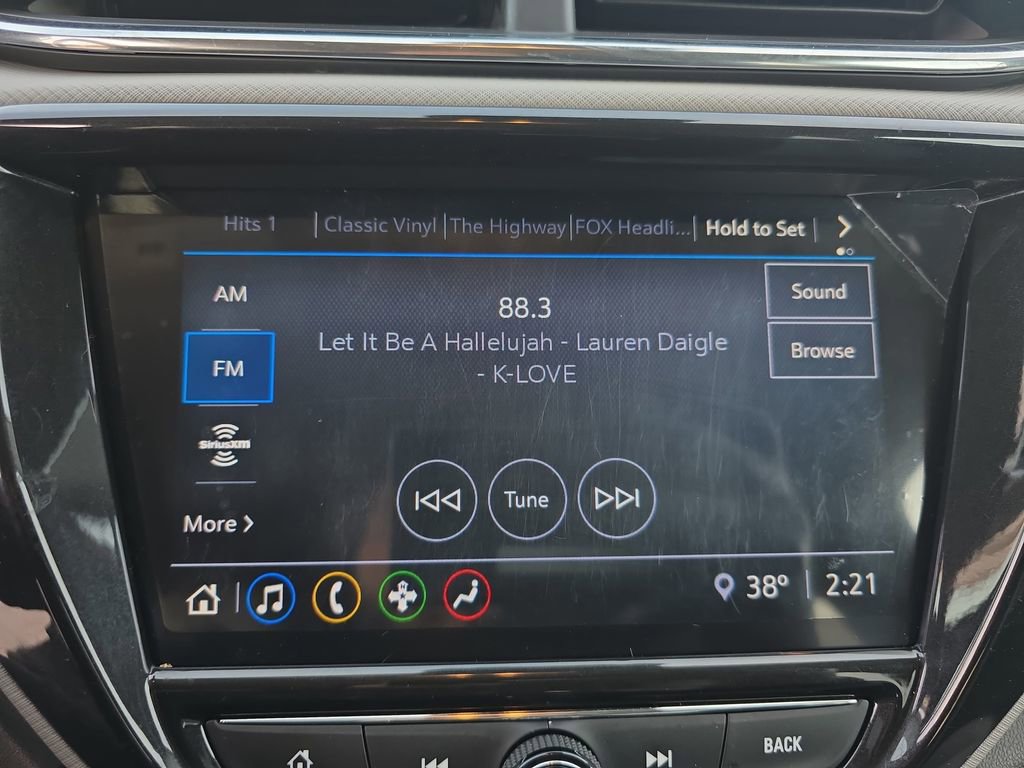 Hits 1 Classic Vinyl The Highway FOX Headli... Hold to Set
AM
88.3
Sound
Let It Be A Hallelujah - Lauren Daigle
- K-LOVE
Browse
FM
SiriusXM
Tune
More
38° 2:21
BACK